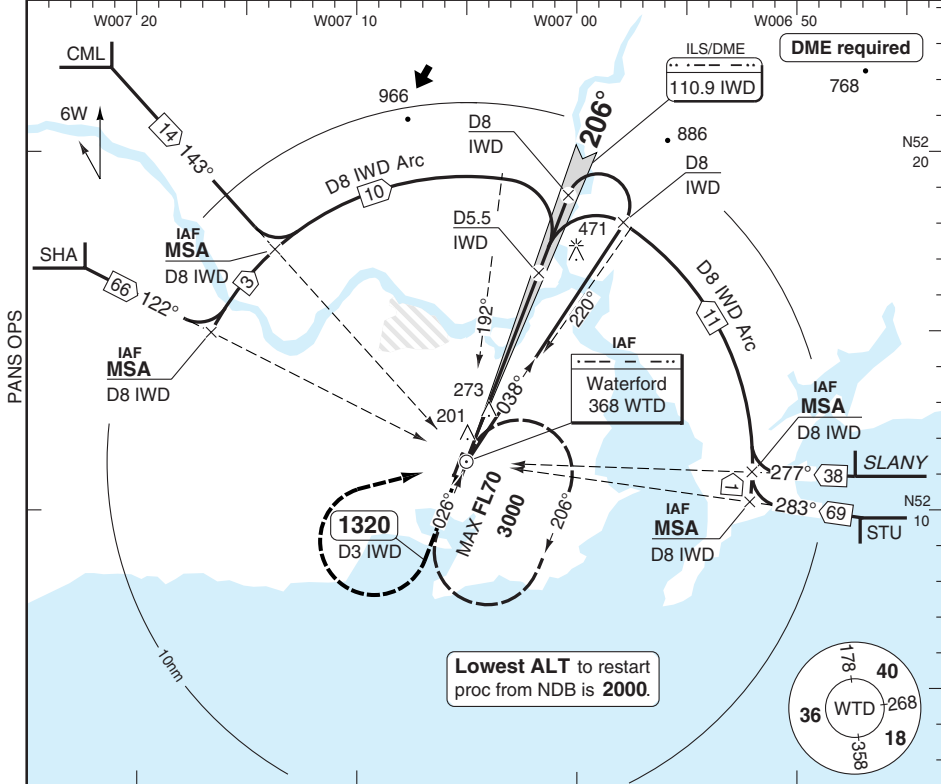 W007 20
W007 10
W007 00
W006 50
CML
ILS/DME
110.9 IWD
DME required
768
6W
966
206°
D8
IWD
886
N52
20
14
143°
D8 IWD Arc
10
D8
IWD
D5.5
IWD
471
SHA
IAF
MSA
D8 IWD
66
122°
3
192°
220°
D8 IWD Arc
11
PANS OPS
IAF
MSA
D8 IWD
IAF
Waterford
368 WTD
273
201
038°
IAF
MSA
D8 IWD
277°
38
SLANY
1
283°
69
STU
N52
10
IAF
MSA
D8 IWD
1320
D3 IWD
026°
MAX FL70
3000
206°
10nm
Lowest ALT to restart
proc from NDB is 2000.
178
40
36
WTD
268
18
358